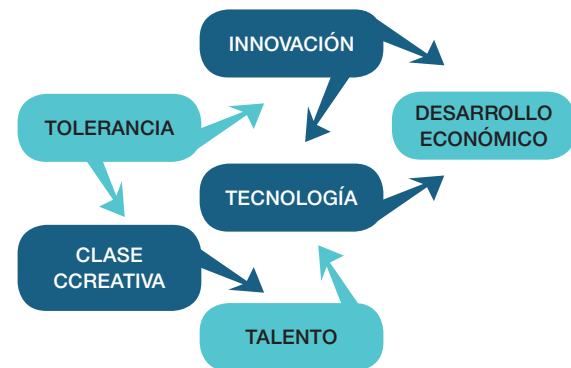 INNOVACIÓN
TOLERANCIA
DESARROLLO
ECONÓMICO
TECNOLOGÍA
CLASE
CCREATIVA
TALENTO